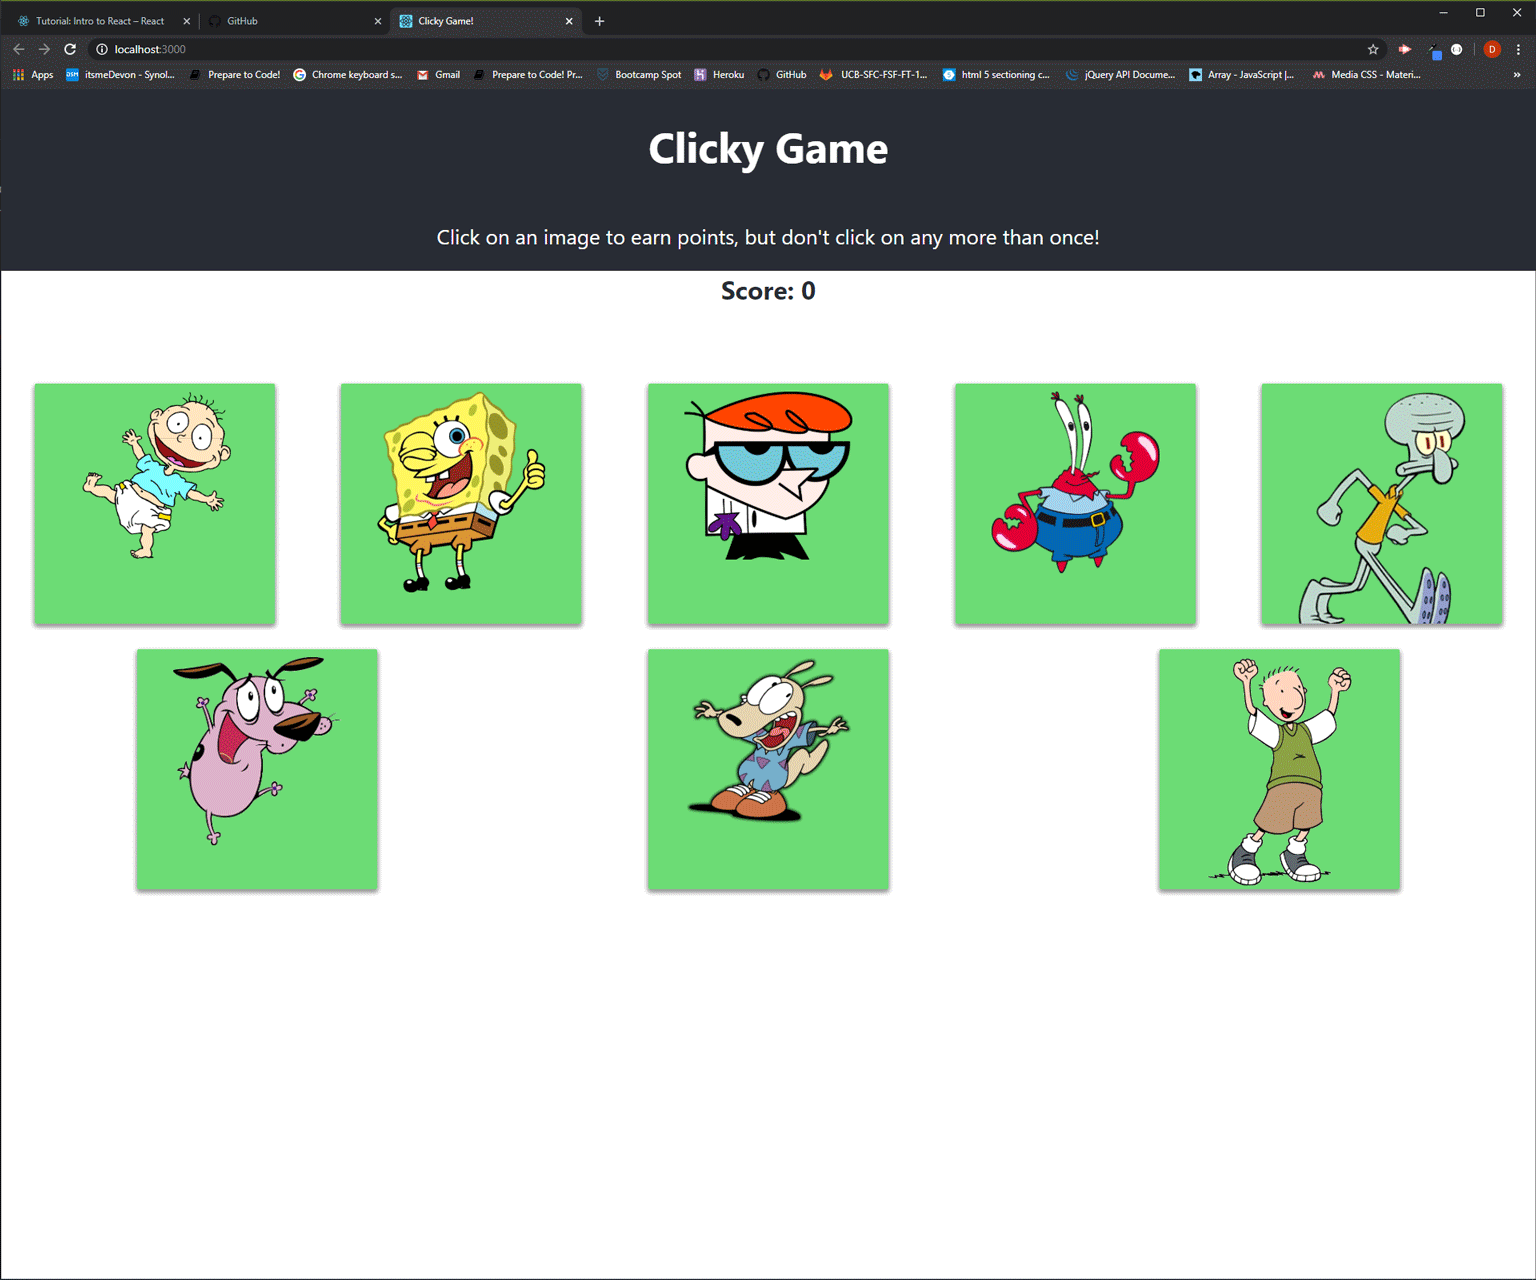 Tutorial: Intro to React – React
GitHub
Clicky Game!
localhost:3000
D
Apps
DSM itsmeDevon - Synol...
Prepare to Code!
Chrome keyboard s...
Gmail
Prepare to Code! Pr...
Bootcamp Spot
Heroku
GitHub
UCB-SFC-FSF-FT-1...
html 5 sectioning c...
jQuery API Docume...
Array - JavaScript |...
Media CSS - Materi...
Clicky Game
Click on an image to earn points, but don't click on any more than once!
Score: 0